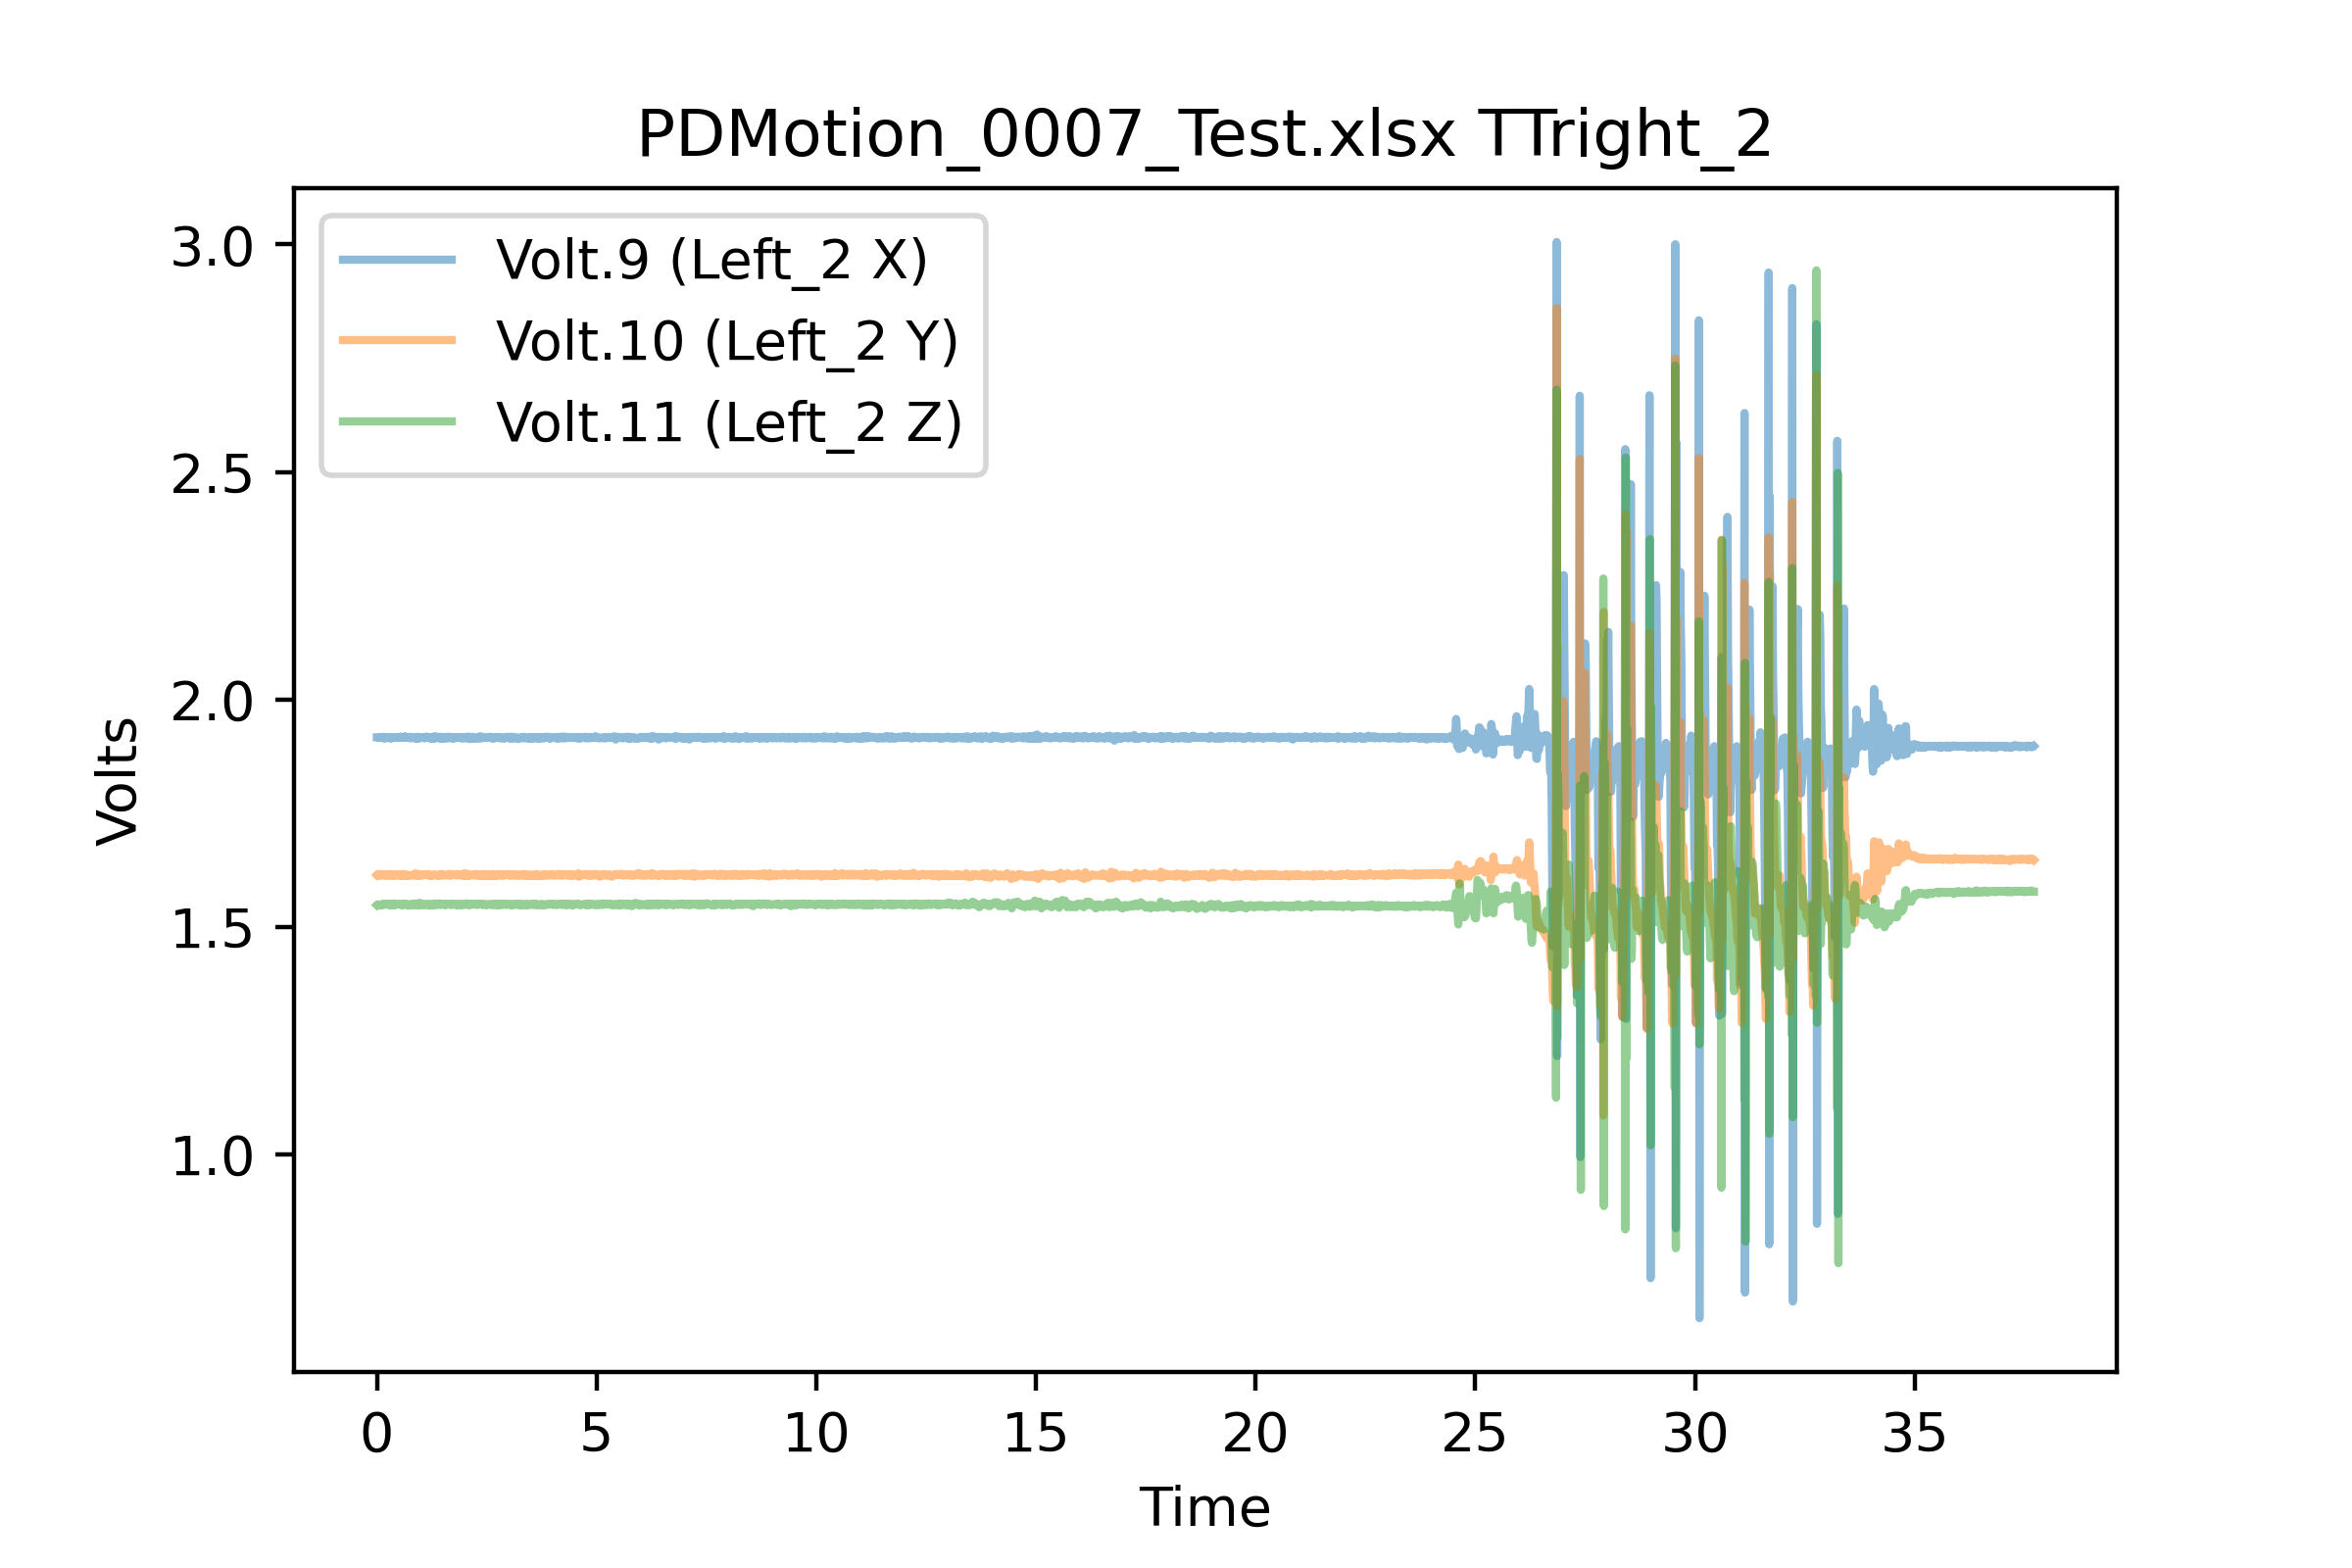 PDMotion_0007_Test.xlsx TTright_2
Volt.9 (Left_2 X)
Volt.10 (Left_2 Y)
Volt.11 (Left_2 Z)
Volts
3.0
2.5
2.0
1.5
1.0
0 5 10 15 20 25 30 35
Time